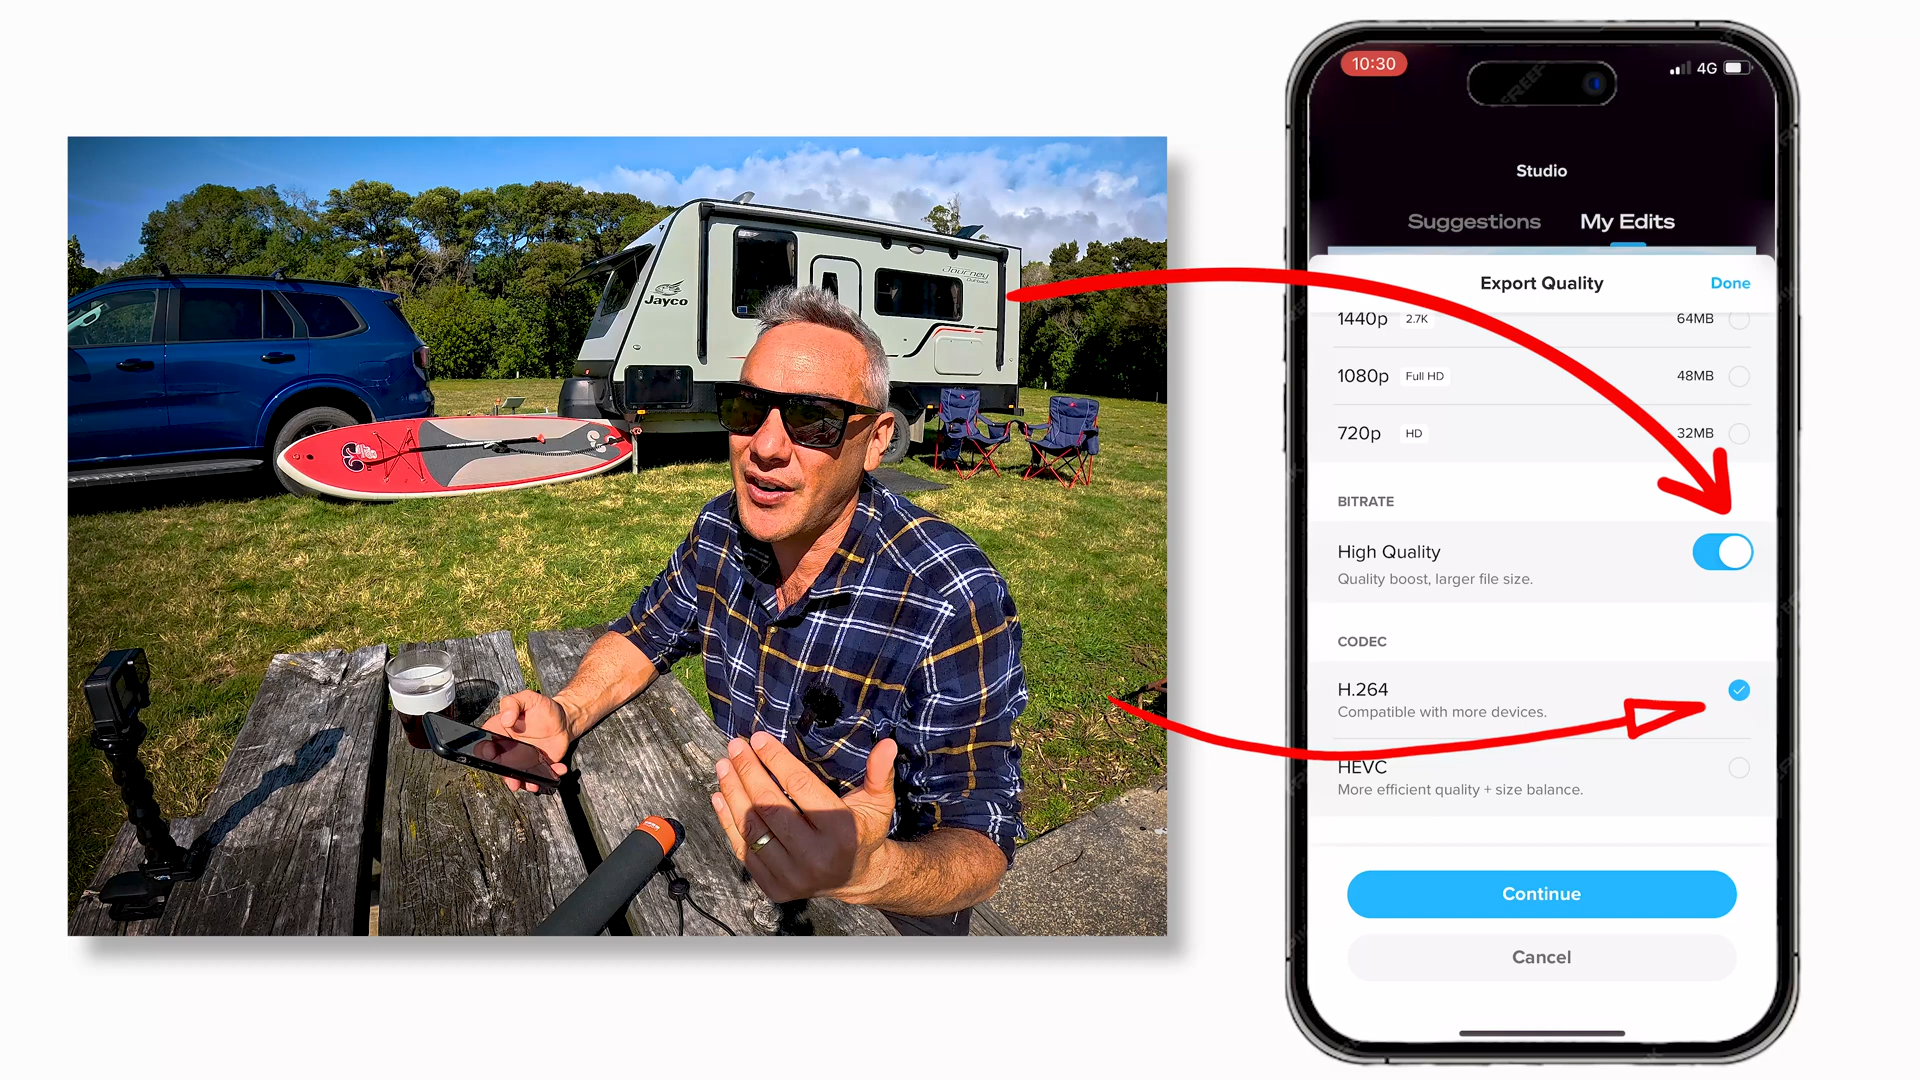 Jayco
Journey
Outback
10:30
4G
Studio
Suggestions
My Edits
Export Quality
Done
1440p 2.7K 64MB
1080p Full HD 48MB
720p HD 32MB
BITRATE
High Quality
Quality boost, larger file size.
CODEC
H.264
Compatible with more devices.
HEVC
More efficient quality + size balance.
Continue
Cancel